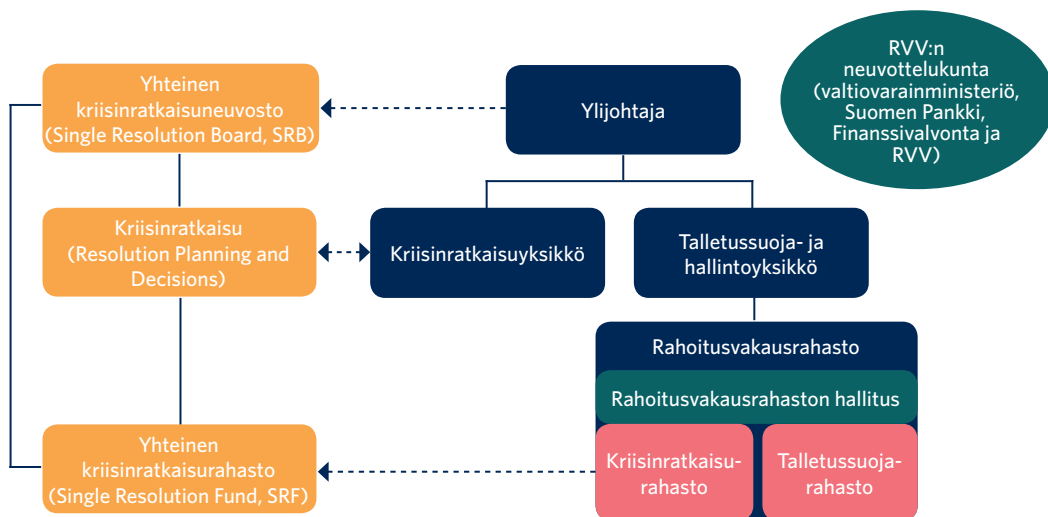 Yhteinen
kriisinratkaisuneuvosto
(Single Resolution Board, SRB)
Ylijohtaja
RVV:n
neuvottelukunta
(valtiovarainministeriö,
Suomen Pankki,
Finanssivalvonta ja
RVV)
Kriisinratkaisu
(Resolution Planning and
Decisions)
Kriisinratkaisuyksikkö
Talletussuoja- ja
hallintoyksikkö
Rahoitusvakausrahasto
Rahoitusvakausrahaston hallitus
Yhteinen
kriisinratkaisurahasto
(Single Resolution Fund, SRF)
Kriisinratkaisu-
rahasto
Talletussuoja-
rahasto